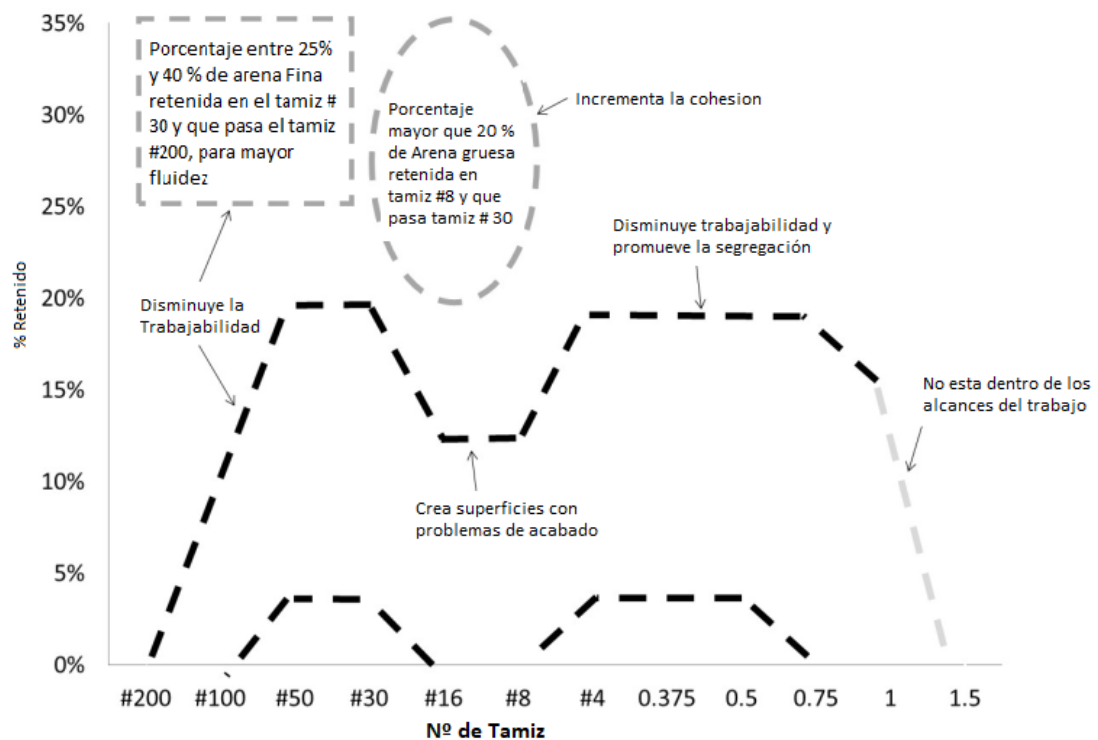 35%
30%
25%
20%
15%
10%
5%
0%
% Retenido
Porcentaje entre 25%
y 40 % de arena Fina
retenida en el tamiz #
30 y que pasa el tamiz
#200, para mayor
fluidez
Porcentaje
mayor que 20 %
de Arena gruesa
retenida en
tamiz #8 y que
pasa tamiz # 30
Incrementa la cohesion
Disminuye trabajabilidad y
promueve la segregación
Disminuye la
Trabajabilidad
No esta dentro de los
alcances del trabajo
Crea superficies con
problemas de acabado
#200 #100 #50 #30 #16 #8 #4 0.375 0.5 0.75 1 1.5
Nº de Tamiz